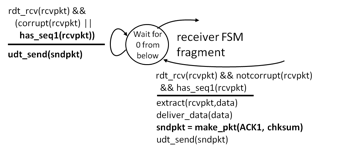 rdt_rcv(rcvpkt) &&
(corrupt(rcvpkt) ||
has_seq1(rcvpkt))
udt_send(sndpkt)
Wait for
0 from
below
receiver FSM
fragment
rdt_rcv(rcvpkt) && notcorrupt(rcvpkt)
&& has_seq1(rcvpkt)
extract(rcvpkt,data)
deliver_data(data)
sndpkt = make_pkt(ACK1, chksum)
udt_send(sndpkt)